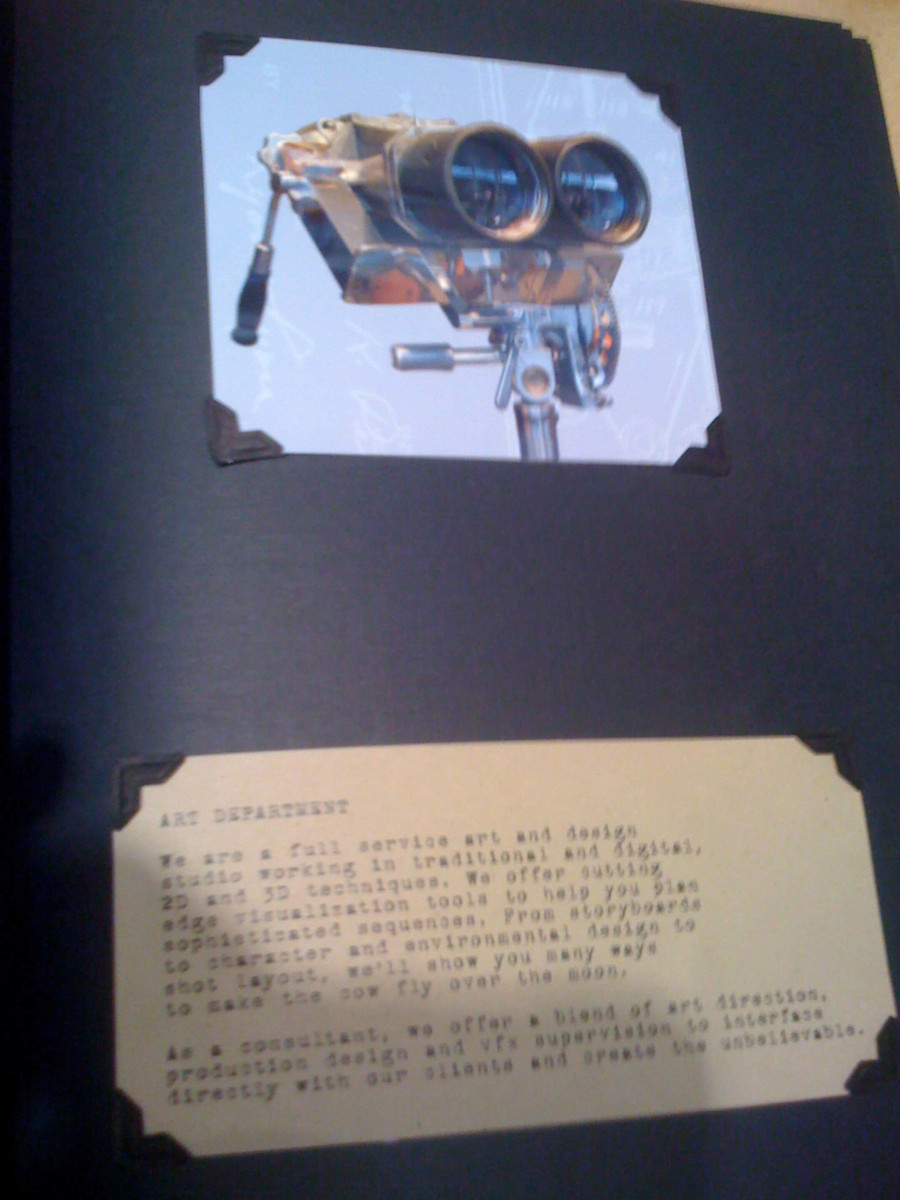 ART DEPARTMENT
We are a full service art and design
studio working in traditional and digital,
2D and 3D techniques. We offer cutting
edge visualization tools to help you plan
sophisticated sequences. From storyboards
to character and environmental design to
shot layout, we'll show you many ways
to make the cow fly over the moon.
As a consultant, we offer a blend of art direction,
production design and vfx supervision to interface
directly with our clients and create the unbelievable.